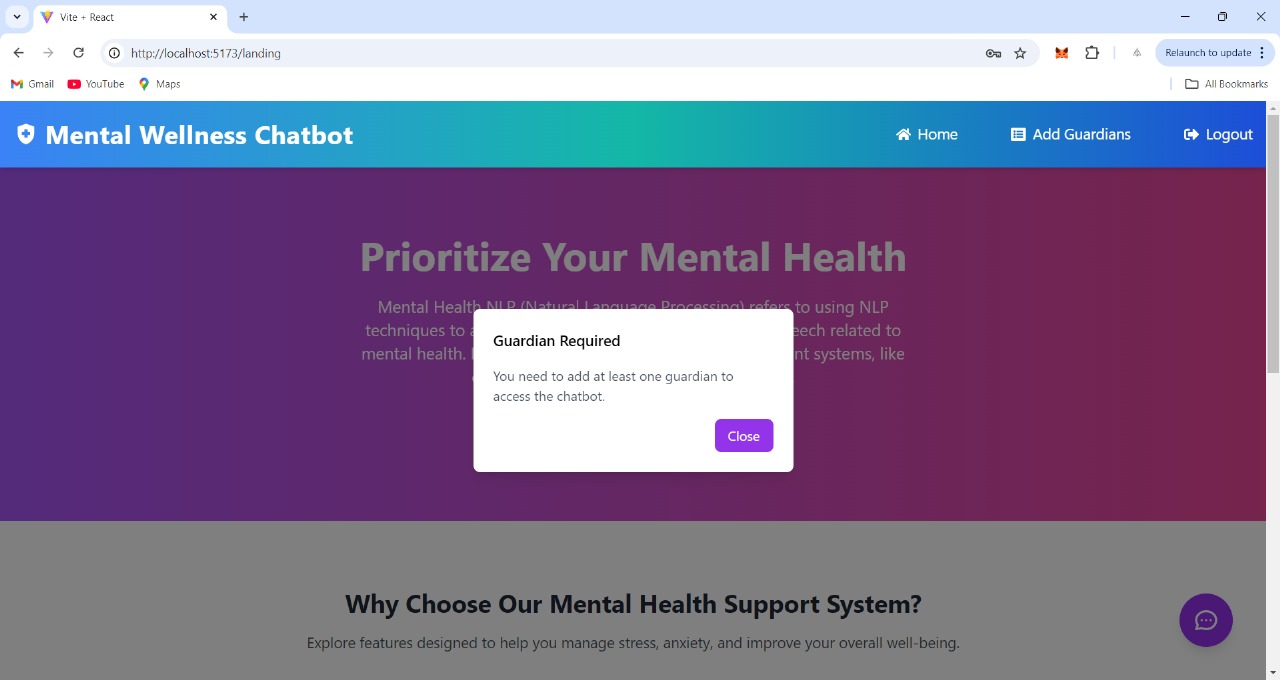 Vite + React
http://localhost:5173/landing
Relaunch to update
Gmail
YouTube
Maps
All Bookmarks
Mental Wellness Chatbot
Home
Add Guardians
Logout
Prioritize Your Mental Health
Mental Health NLP (Natural Language Processing) refers to using NLP
techniques to a
eech related to
mental health.
nt systems, like
Guardian Required
You need to add at least one guardian to
access the chatbot.
Close
Why Choose Our Mental Health Support System?
Explore features designed to help you manage stress, anxiety, and improve your overall well-being.